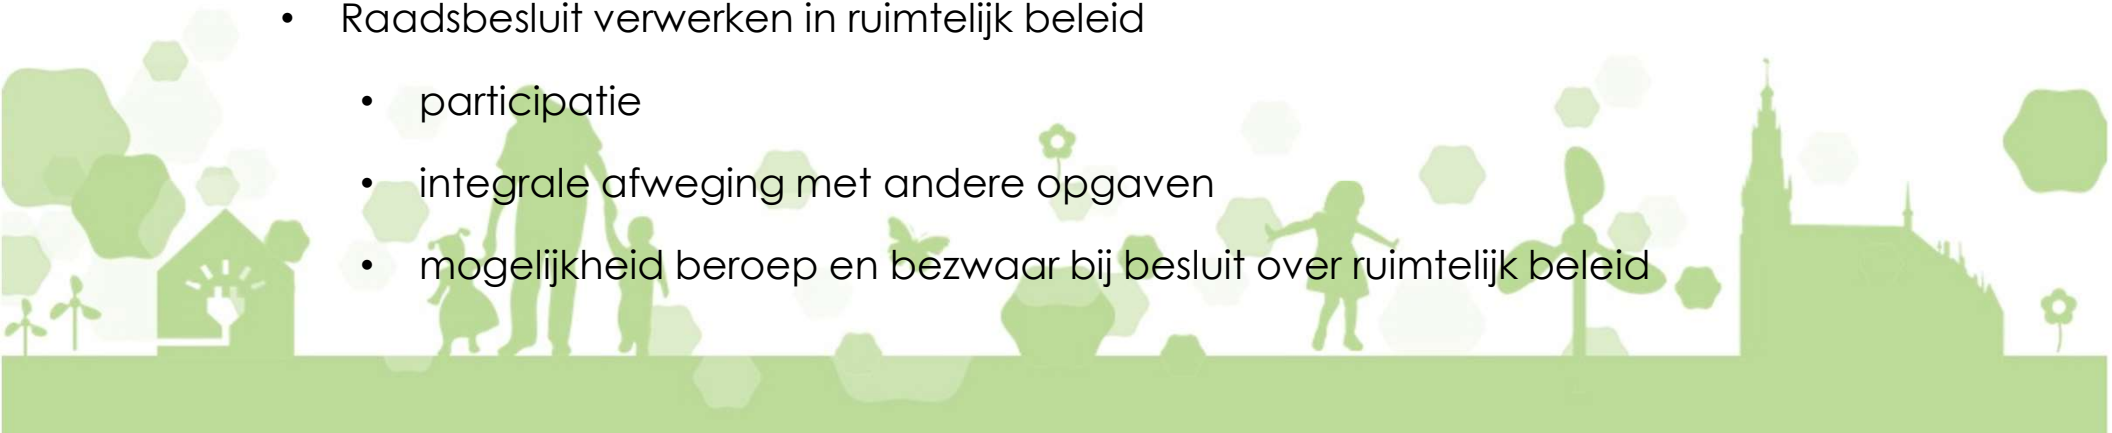 • Raadsbesluit verwerken in ruimtelijk beleid
• participatie
• integrale afweging met andere opgaven
• mogelijkheid beroep en bezwaar bij besluit over ruimtelijk beleid